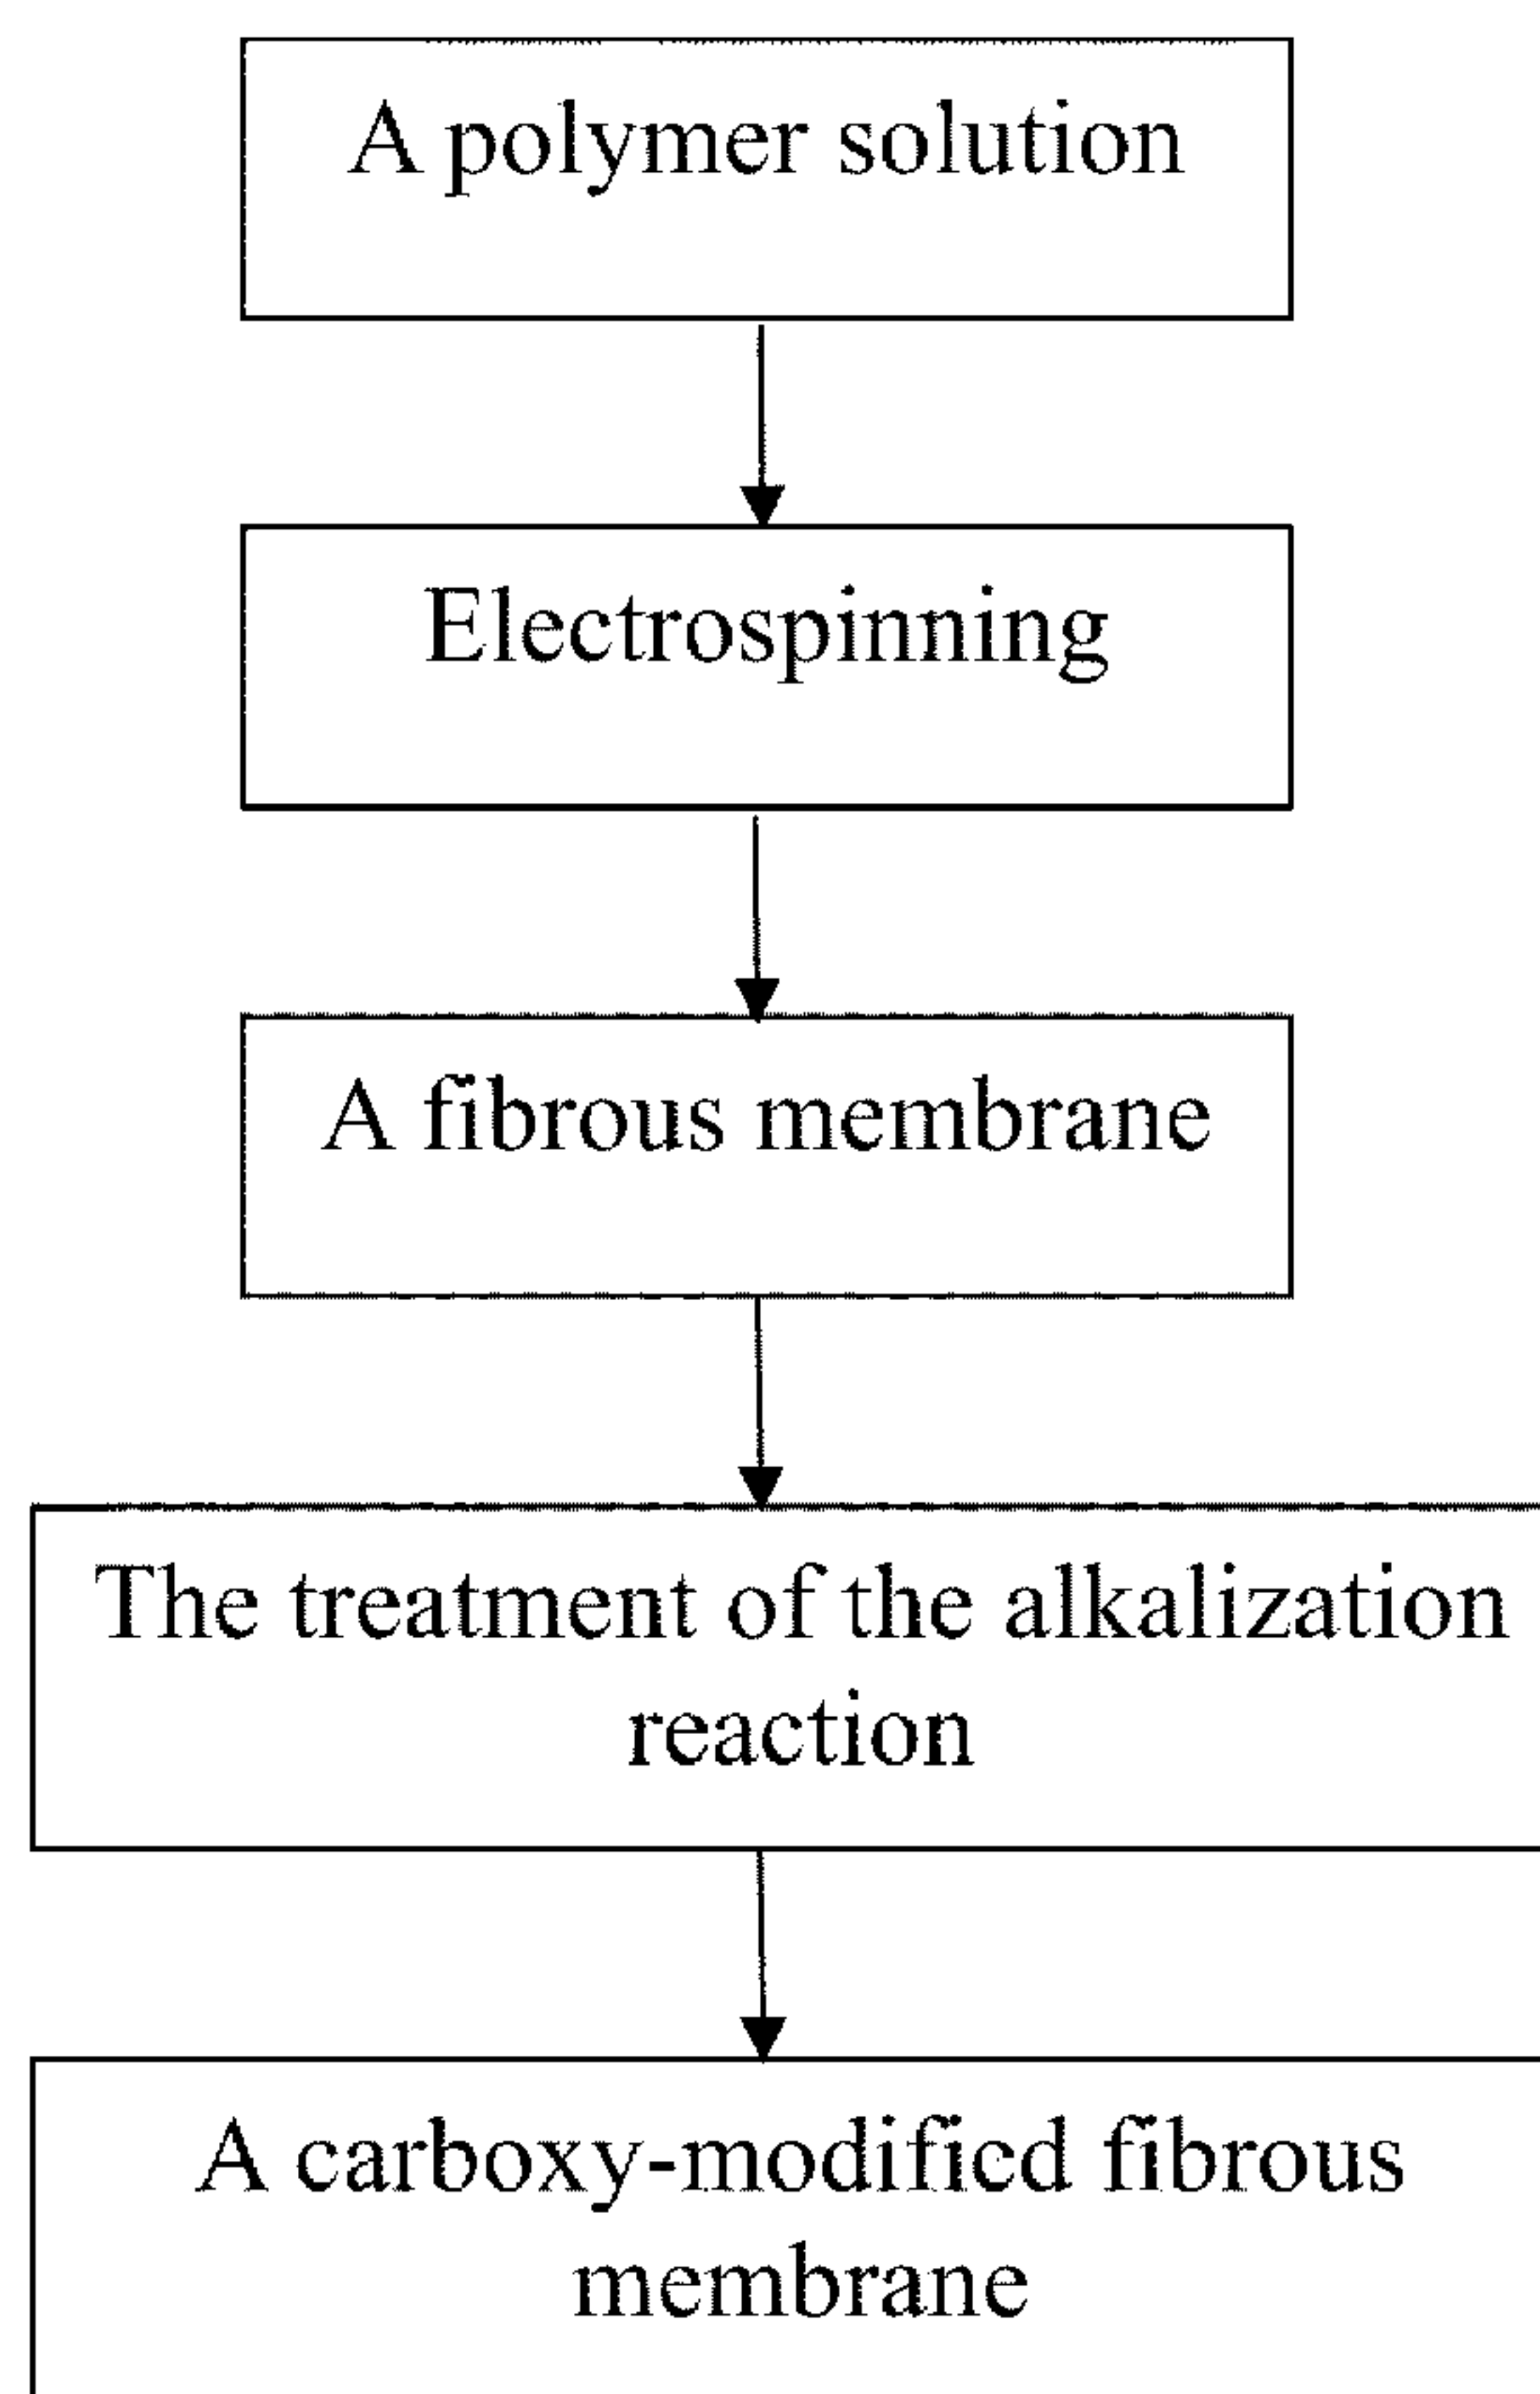 A polymer solution
Electrospinning
A fibrous membrane
The treatment of the alkalization
reaction
A carboxy-modified fibrous
membrane